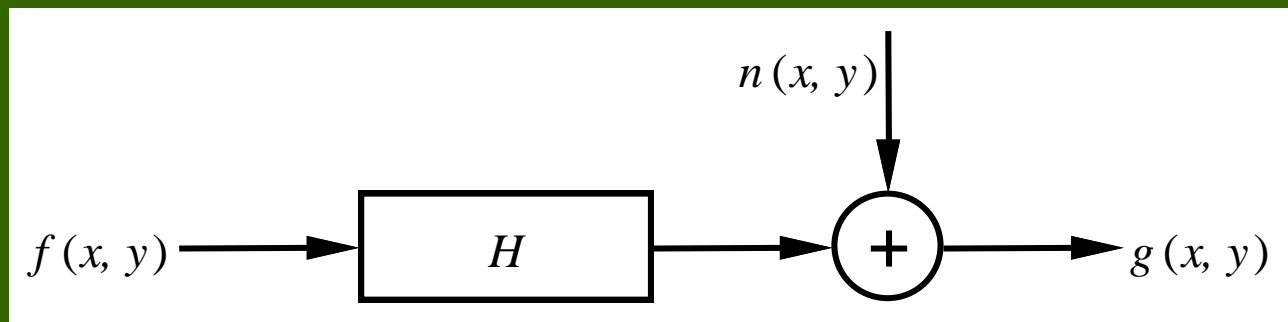 n(x, y)
f(x, y)
H
+
g(x, y)